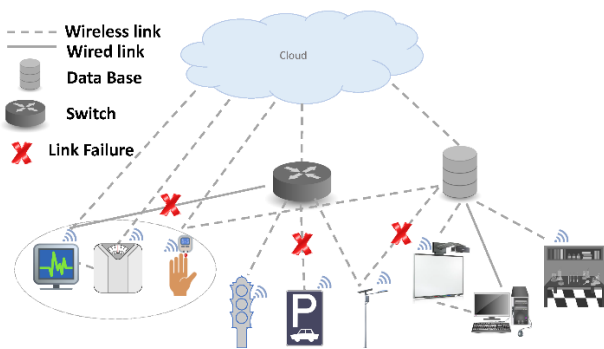 Wireless link
Wired link
Data Base
Switch
Link Failure
Cloud
P